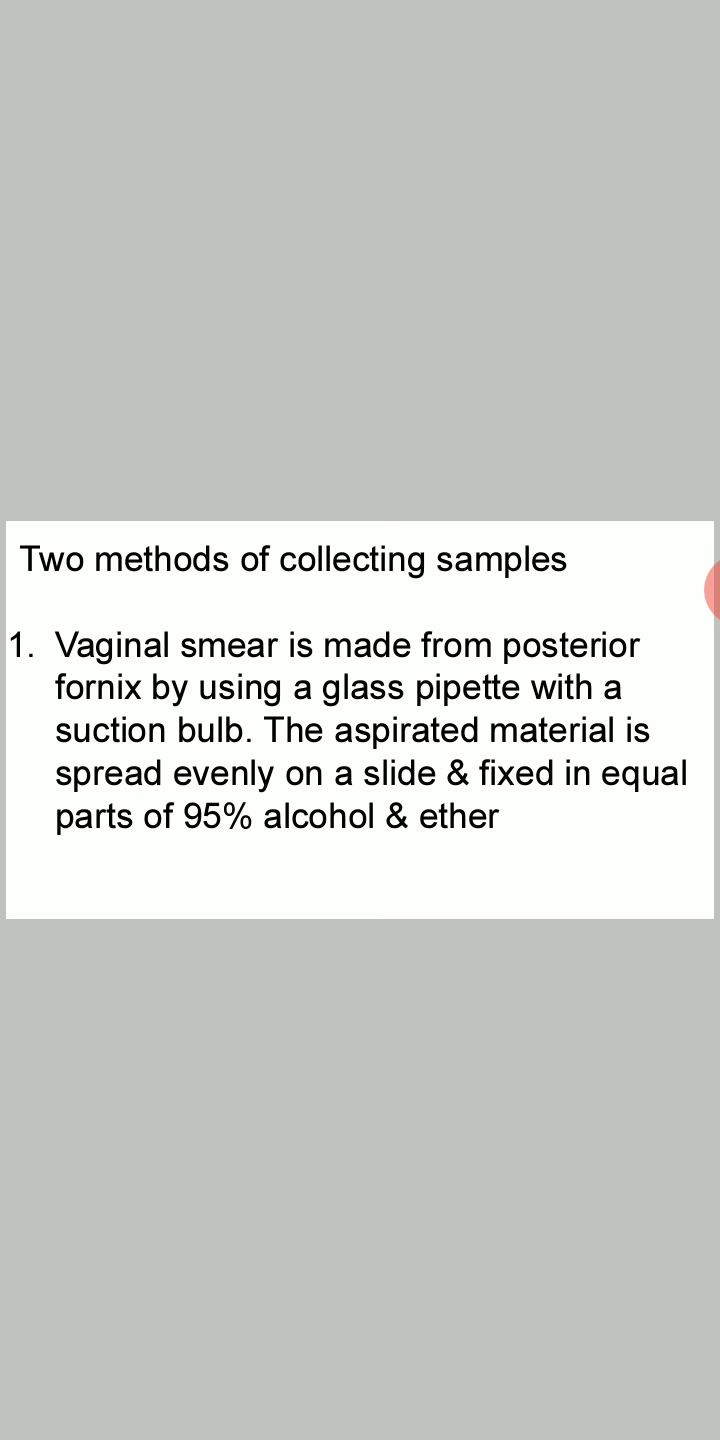 Two methods of collecting samples
1. Vaginal smear is made from posterior
fornix by using a glass pipette with a
suction bulb. The aspirated material is
spread evenly on a slide & fixed in equal
parts of 95% alcohol & ether